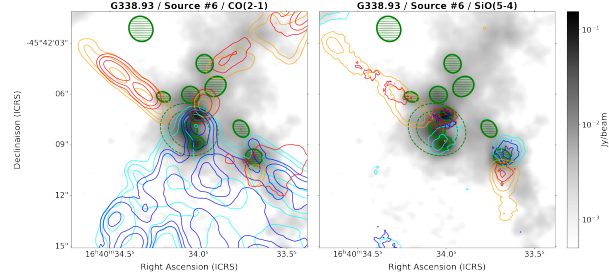 G338.93 / Source #6 / CO(2-1)
G338.93 / Source #6 / SiO(5-4)
-45°42'03"
06"
09"
12"
15"
Declinaison (ICRS)
16ʰ40ᵐ34.5ˢ 34.0ˢ 33.5ˢ
16ʰ40ᵐ34.5ˢ 34.0ˢ 33.5ˢ
Right Ascension (ICRS)
Right Ascension (ICRS)
10⁻¹
10⁻²
10⁻³
Jy/beam